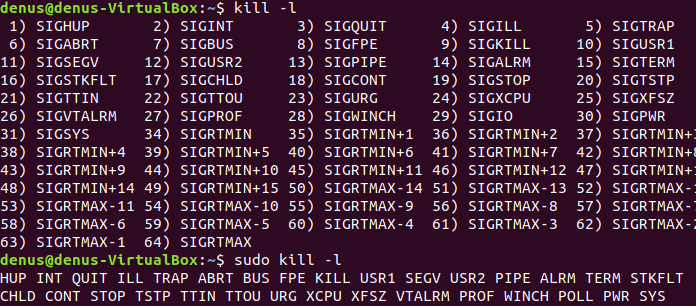 denus@denus-VirtualBox:~$ kill -l
 1) SIGHUP       2) SIGINT       3) SIGQUIT      4) SIGILL       5) SIGTRAP
 6) SIGABRT      7) SIGBUS       8) SIGFPE       9) SIGKILL     10) SIGUSR1
11) SIGSEGV     12) SIGUSR2     13) SIGPIPE     14) SIGALRM     15) SIGTERM
16) SIGSTKFLT   17) SIGCHLD     18) SIGCONT     19) SIGSTOP     20) SIGTSTP
21) SIGTTIN     22) SIGTTOU     23) SIGURG      24) SIGXCPU     25) SIGXFSZ
26) SIGVTALRM   27) SIGPROF     28) SIGWINCH    29) SIGIO       30) SIGPWR
31) SIGSYS      34) SIGRTMIN    35) SIGRTMIN+1  36) SIGRTMIN+2  37) SIGRTMIN+3
38) SIGRTMIN+4  39) SIGRTMIN+5  40) SIGRTMIN+6  41) SIGRTMIN+7  42) SIGRTMIN+8
43) SIGRTMIN+9  44) SIGRTMIN+10 45) SIGRTMIN+11 46) SIGRTMIN+12 47) SIGRTMIN+1
48) SIGRTMIN+14 49) SIGRTMIN+15 50) SIGRTMAX-14 51) SIGRTMAX-13 52) SIGRTMAX-
53) SIGRTMAX-11 54) SIGRTMAX-10 55) SIGRTMAX-9  56) SIGRTMAX-8  57) SIGRTMAX-7
58) SIGRTMAX-6  59) SIGRTMAX-5  60) SIGRTMAX-4  61) SIGRTMAX-3  62) SIGRTMAX-2
63) SIGRTMAX-1  64) SIGRTMAX
denus@denus-VirtualBox:~$ sudo kill -l
HUP INT QUIT ILL TRAP ABRT BUS FPE KILL USR1 SEGV USR2 PIPE ALRM TERM STKFLT
CHLD CONT STOP TSTP TTIN TTOU URG XCPU XFSZ VTALRM PROF WINCH POLL PWR SYS